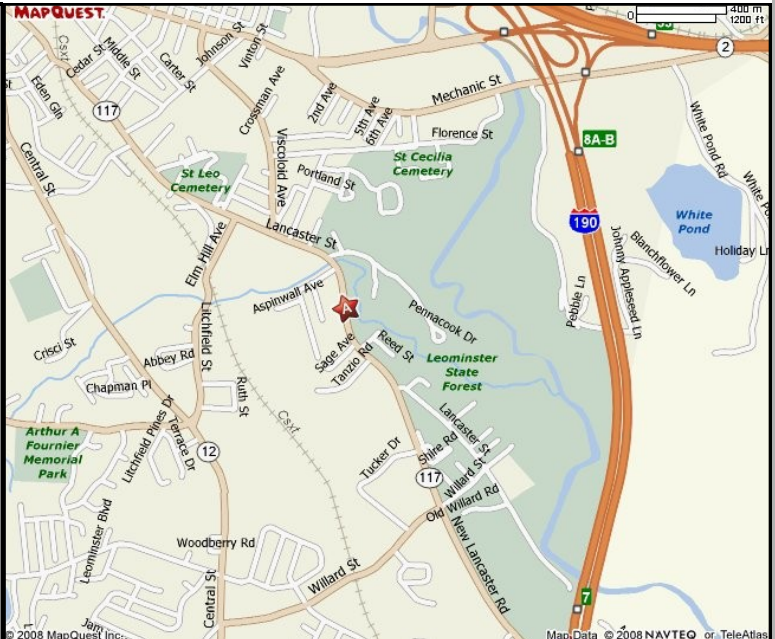 MAPQUEST.
0
400 m
1200 ft
Csxt
Middle St
Cedar St
Johnson St
Vinton St
Carter St
Eden Gln
117
Crossman Ave
2nd Ave
5th Ave
6th Ave
Mechanic St
2
Florence St
8A-B
White Pond Rd
Central St
St Leo
Cemetery
Viscoloid Ave
Portland St
St Cecilia
Cemetery
190
White
Pond
Holiday Ln
Lancaster St
Elm Hill Ave
Johnny Appleseed Ln
Blanchflower Ln
Pebble Ln
Aspinwall Ave
A
Pennacook Dr
Litchfield St
Crisci St
Abbey Rd
Sage Ave
Tanzio Rd
Reed St
Leominster
State
Forest
Chapman Pl
Ruth St
Csxt
Arthur A
Fournier
Memorial
Park
Litchfield Pines Dr
Terrace Dr
12
Lancaster St
Shire Rd
Tucker Dr
117
Willard St
Old Willard Rd
Leominster Blvd
Woodberry Rd
New Lancaster Rd
Willard St
Central St
7
© 2008 MapQuest Inc.
Map Data © 2008 NAVTEQ or TeleAtlas